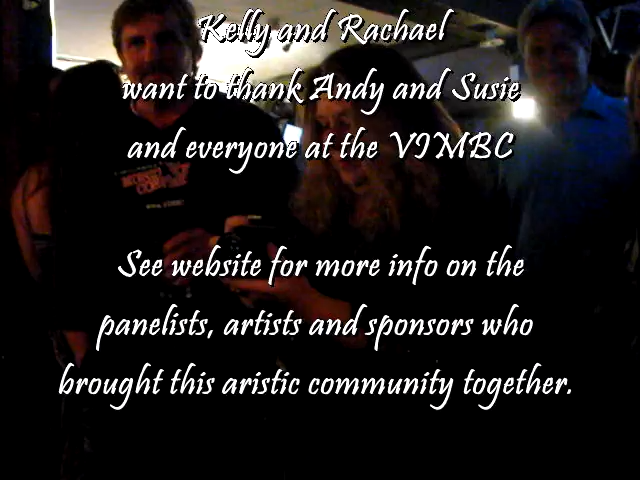 Kelly and Rachael
want to thank Andy and Susie
and everyone at the VIMBC
See website for more info on the
panelists, artists and sponsors who
brought this aristic community together.